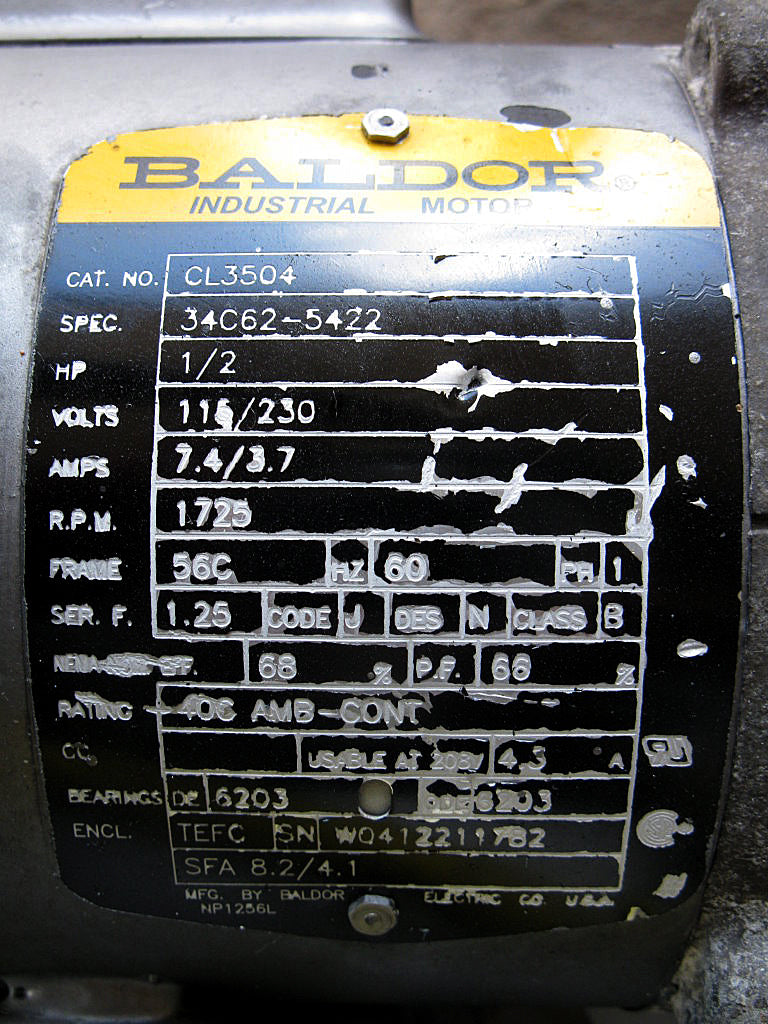 BALDOR®
INDUSTRIAL MOTOR
CAT. NO. CL3504
SPEC. 34C62-5422
HP 1/2
VOLTS 115/230
AMPS 7.4/3.7
R.P.M. 1725
FRAME 56C HZ 60 PH 1
SER. F. 1.25 CODE J DES N CLASS B
NEMA EFF. 68 % P.F. 66 %
RATING 40C AMB-CONT
CC USABLE AT 208V 4.3 A
BEARINGS DE 6203 ODE 6203
ENCL. TEFC SN W0412211782
SFA 8.2/4.1
MFG. BY BALDOR ELECTRIC CO. U.S.A.
NP1256L